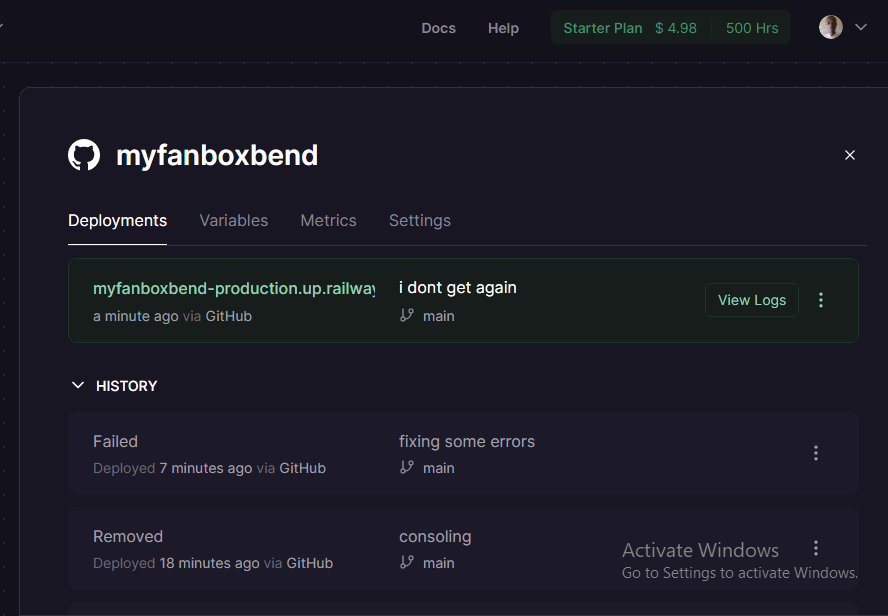 Docs Help Starter Plan $ 4.98 500 Hrs
myfanboxbend
Deployments Variables Metrics Settings
myfanboxbend-production.up.railway i dont get again View Logs
a minute ago via GitHub main
HISTORY
Failed fixing some errors
Deployed 7 minutes ago via GitHub main
Removed consoling
Deployed 18 minutes ago via GitHub main
Activate Windows
Go to Settings to activate Windows.